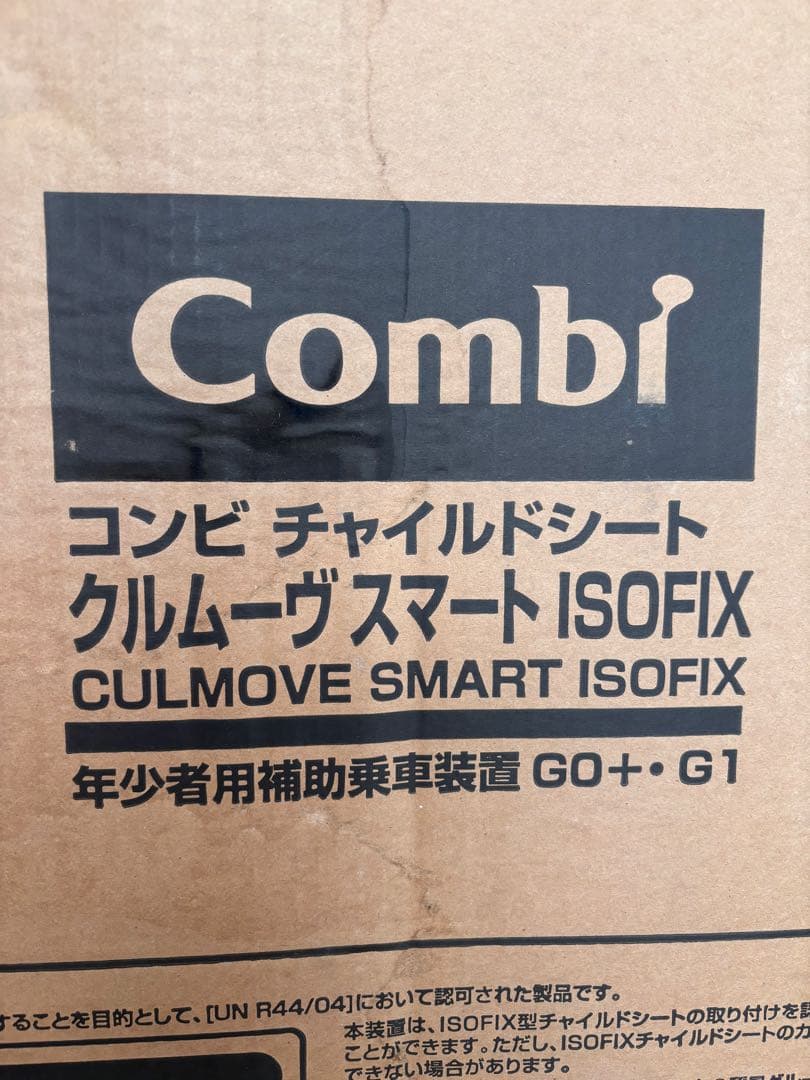 Combi
コンビ チャイルドシート
クルムーヴ スマート ISOFIX
CULMOVE SMART ISOFIX
年少者用補助乗車装置 G0+・G1
することを目的として、[UN R44/04]において認可された製品です。
本装置は、ISOFIX型チャイルドシートの取り付けを認
ことができます。ただし、ISOFIXチャイルドシートのカ
できない場合があります。